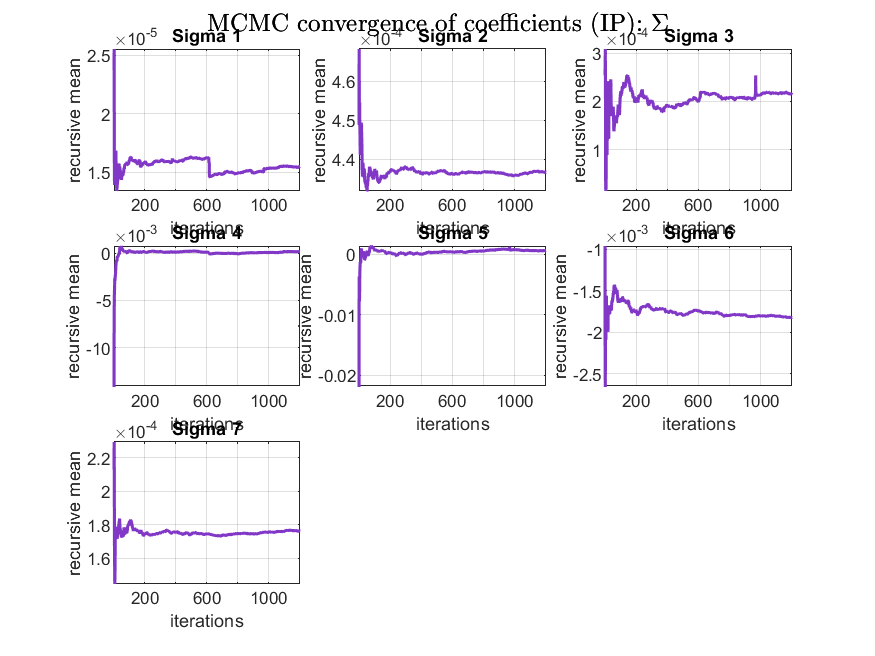 MCMC convergence of coefficients (IP): Σ
×10⁻⁵ Sigma 1
×10⁻⁴ Sigma 2
×10⁻⁴ Sigma 3
recursive mean
2.5
2
1.5
200 600 1000
iterations
recursive mean
4.6
4.5
4.4
200 600 1000
iterations
recursive mean
3
2
1
200 600 1000
iterations
×10⁻³ Sigma 4
Sigma 5
×10⁻³ Sigma 6
recursive mean
0
-5
-10
200 600 1000
iterations
recursive mean
0
-0.01
-0.02
200 600 1000
iterations
recursive mean
-1
-1.5
-2
-2.5
200 600 1000
iterations
×10⁻⁴ Sigma 7
recursive mean
2.2
2
1.8
1.6
200 600 1000
iterations